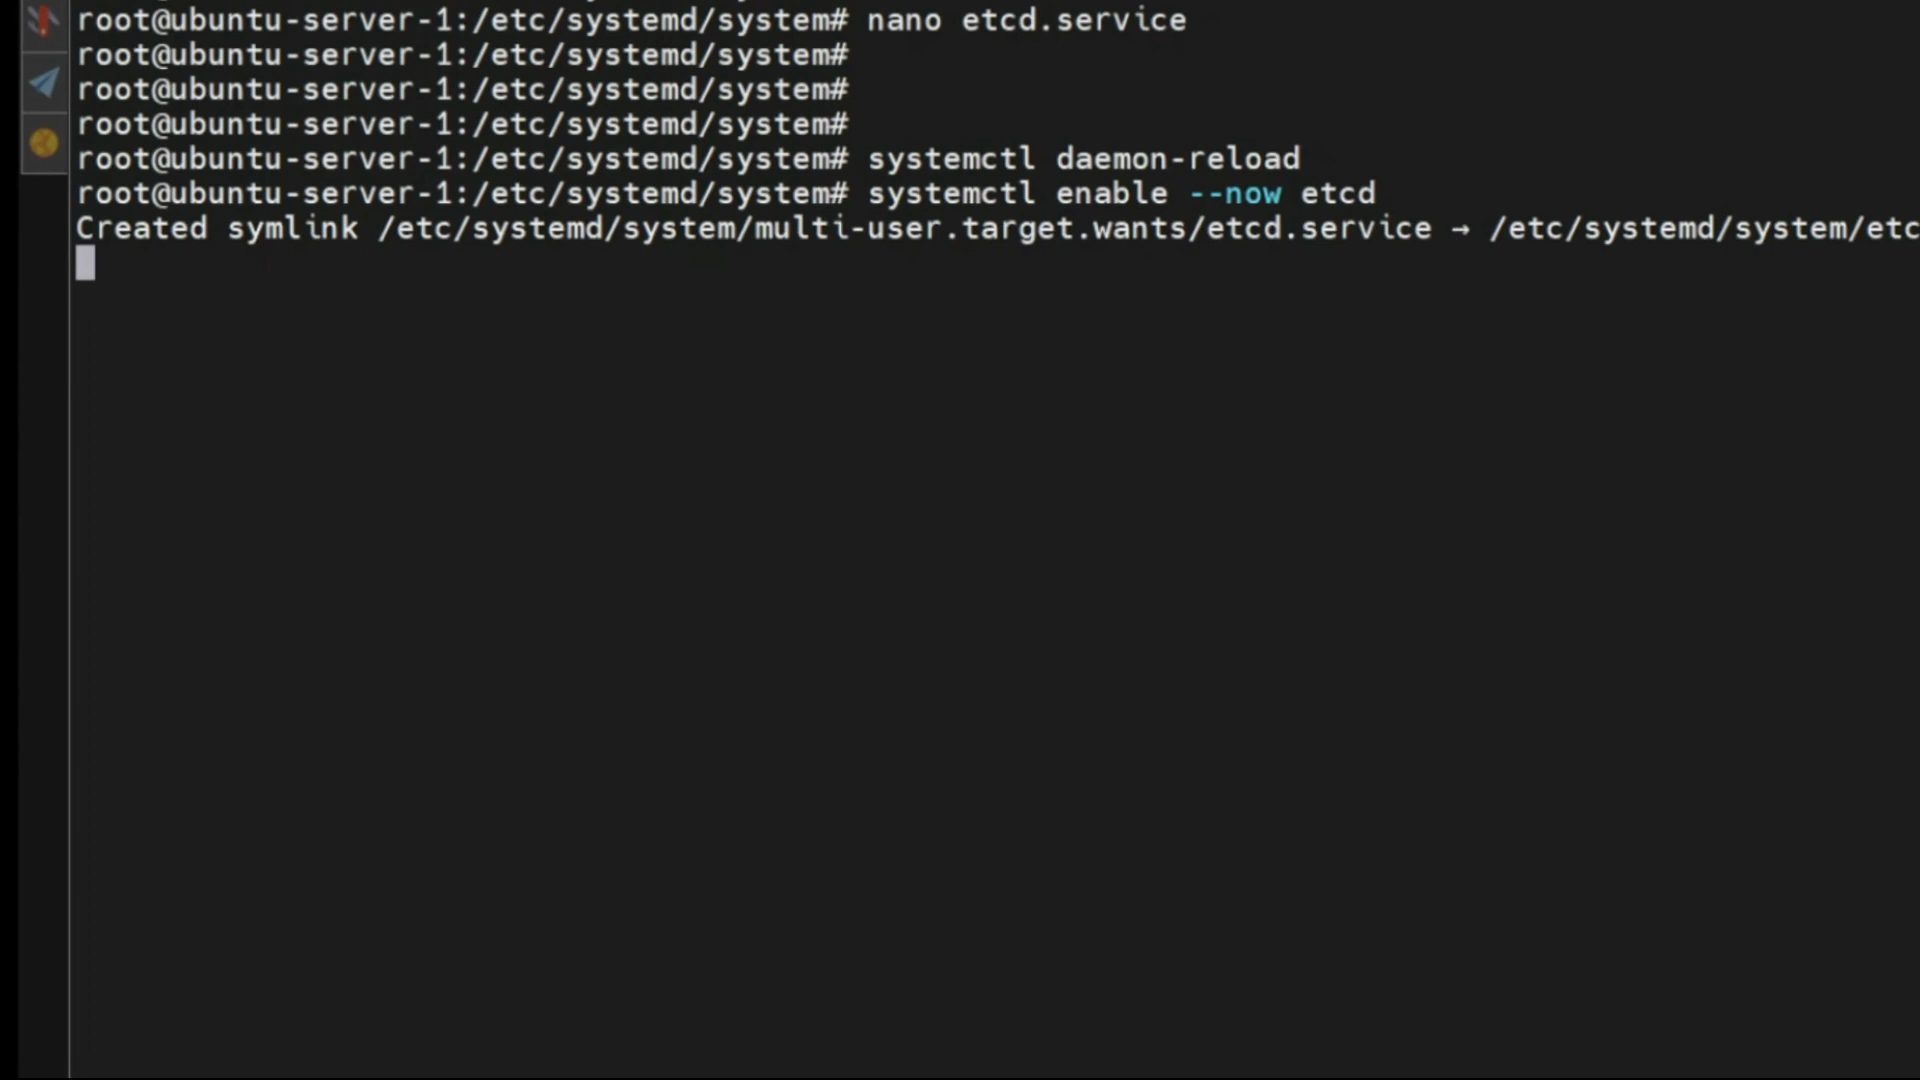 root@ubuntu-server-1:/etc/systemd/system# nano etcd.service
root@ubuntu-server-1:/etc/systemd/system#
root@ubuntu-server-1:/etc/systemd/system#
root@ubuntu-server-1:/etc/systemd/system#
root@ubuntu-server-1:/etc/systemd/system# systemctl daemon-reload
root@ubuntu-server-1:/etc/systemd/system# systemctl enable --now etcd
Created symlink /etc/systemd/system/multi-user.target.wants/etcd.service → /etc/systemd/system/etc